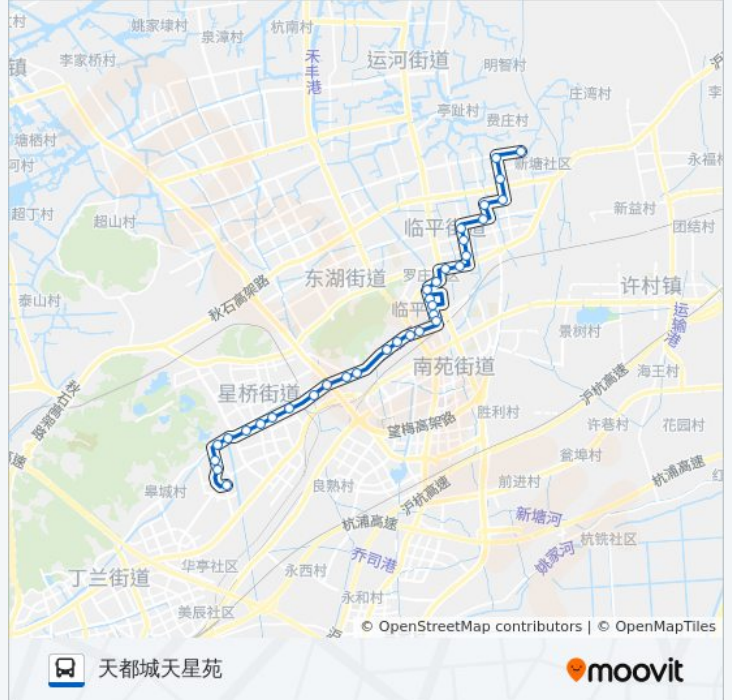 姚家埭村
杭南村
泉漳村
李家桥村
禾丰港
运河街道
明智村
镇
庄湾村
亭趾村
费庄村
塘栖村
新塘社区
超丁村
超山村
新益村
临平街道
团结村
东湖街道
许村镇
泰山村
秋石高架路
临平
运输港
景树村
南苑街道
海王村
星桥街道
沪杭高速
秋石高架路
胜利村
望梅高架路
许巷村
花园村
翁埠村
杭浦高速
皋城村
良熟村
前进村
沪杭高速
新塘河
杭浦高速
杭铣社区
姚家河
乔司港
华亭社区
永西村
丁兰街道
永和村
美辰社区
© OpenStreetMap contributors | © OpenMapTiles
天都城天星苑
moovit